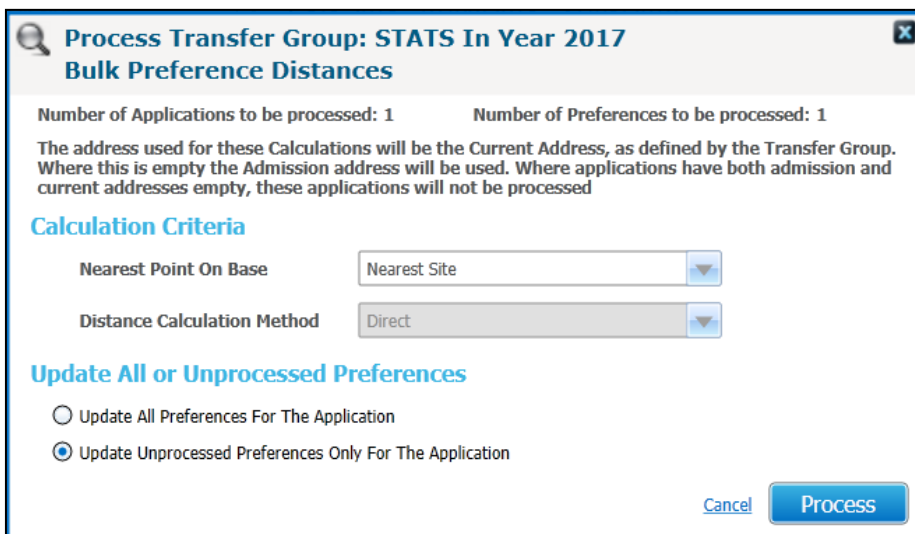 Process Transfer Group: STATS In Year 2017
Bulk Preference Distances
Number of Applications to be processed: 1 Number of Preferences to be processed: 1
The address used for these Calculations will be the Current Address, as defined by the Transfer Group.
Where this is empty the Admission address will be used. Where applications have both admission and
current addresses empty, these applications will not be processed
Calculation Criteria
Nearest Point On Base Nearest Site
Distance Calculation Method Direct
Update All or Unprocessed Preferences
Update All Preferences For The Application
Update Unprocessed Preferences Only For The Application
Cancel Process